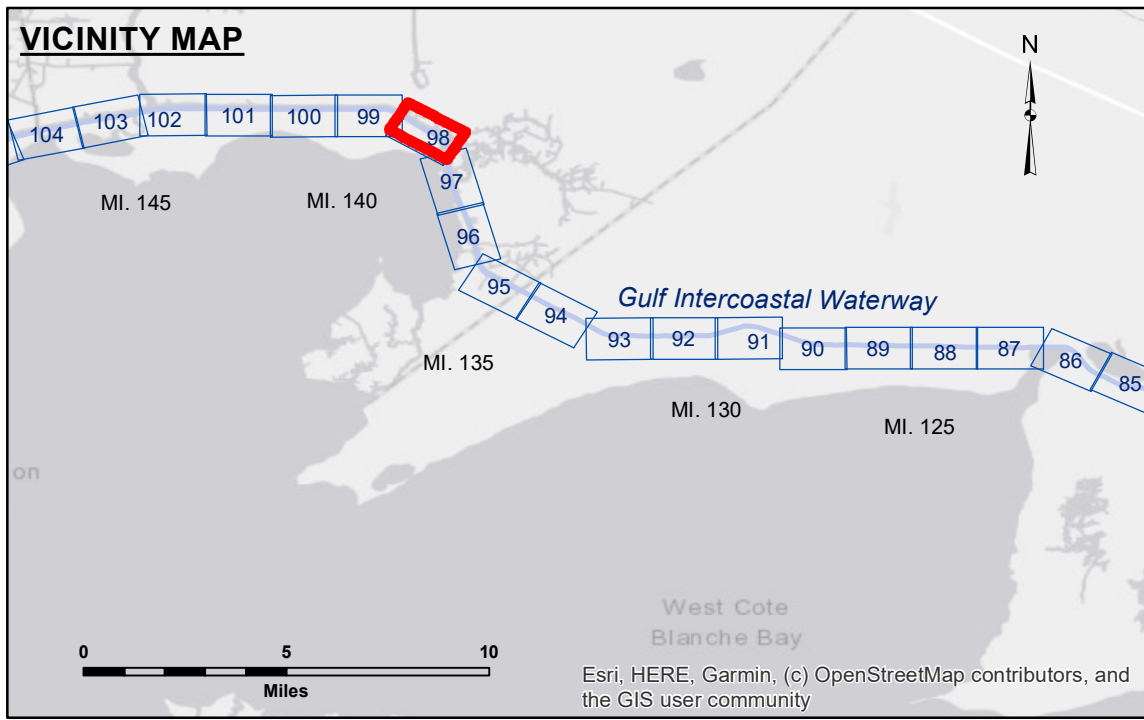 VICINITY MAP
N
104
103
102
101
100
99
98
97
96
95
94
93
92
91
90
89
88
87
86
85
MI. 145
MI. 140
MI. 135
MI. 130
MI. 125
Gulf Intercoastal Waterway
on
West Cote
Blanche Bay
0
5
10
Miles
Esri, HERE, Garmin, (c) OpenStreetMap contributors, and
the GIS user community